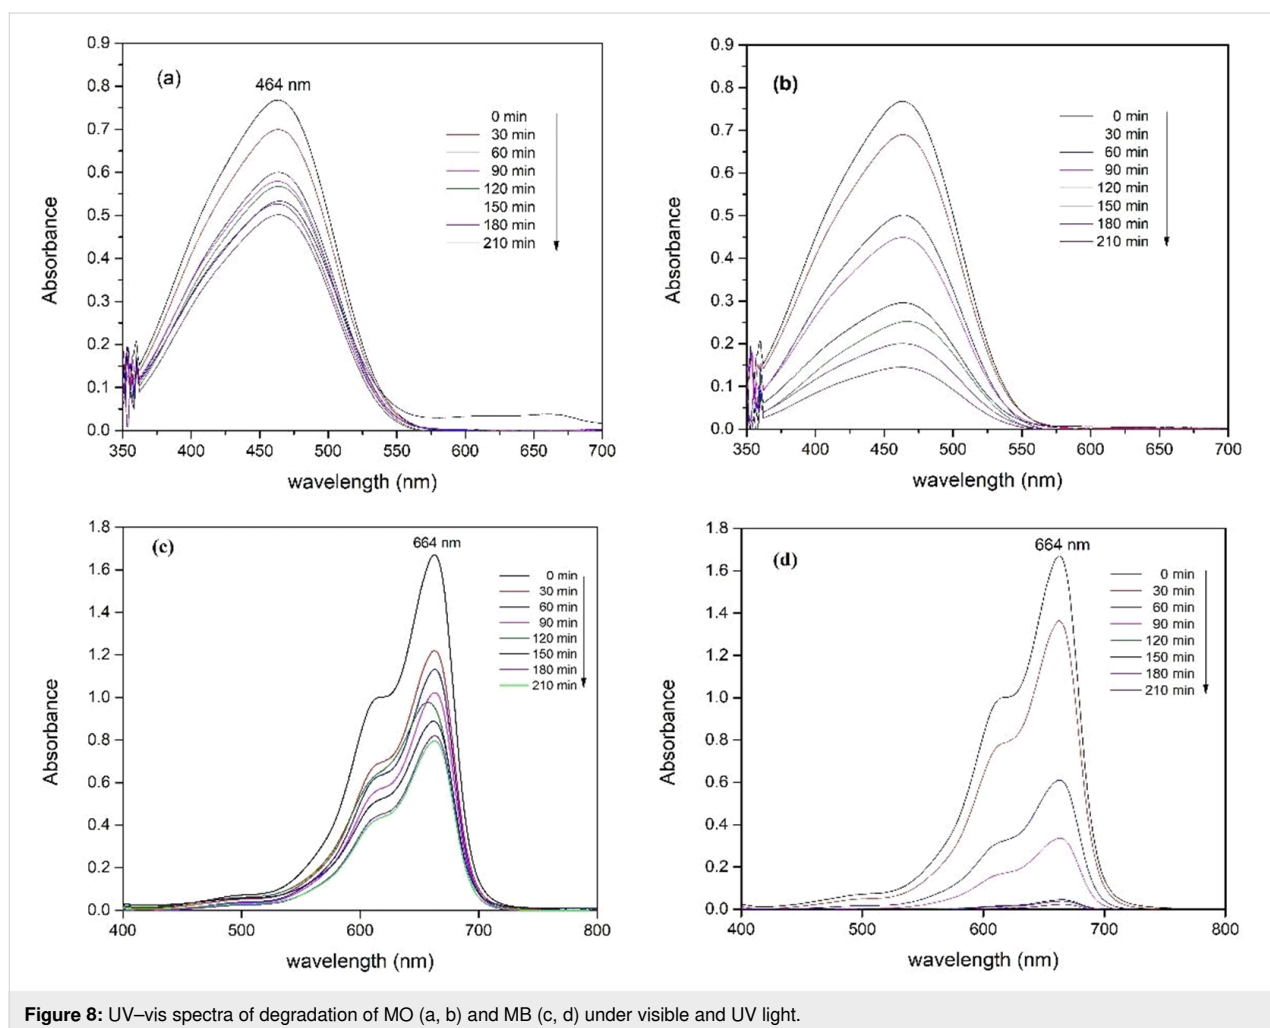 (a)
464 nm
0 min
30 min
60 min
90 min
120 min
150 min
180 min
210 min
Absorbance
0.9
0.8
0.7
0.6
0.5
0.4
0.3
0.2
0.1
0.0
350 400 450 500 550 600 650 700
wavelength (nm)
(b)
0 min
30 min
60 min
90 min
120 min
150 min
180 min
210 min
Absorbance
0.9
0.8
0.7
0.6
0.5
0.4
0.3
0.2
0.1
0.0
350 400 450 500 550 600 650 700
wavelength (nm)
(c)
664 nm
0 min
30 min
60 min
90 min
120 min
150 min
180 min
210 min
Absorbance
1.8
1.6
1.4
1.2
1.0
0.8
0.6
0.4
0.2
0.0
400 500 600 700 800
wavelength (nm)
(d)
664 nm
0 min
30 min
60 min
90 min
120 min
150 min
180 min
210 min
Absorbance
1.8
1.6
1.4
1.2
1.0
0.8
0.6
0.4
0.2
0.0
400 500 600 700 800
wavelength (nm)
Figure 8: UV–vis spectra of degradation of MO (a, b) and MB (c, d) under visible and UV light.